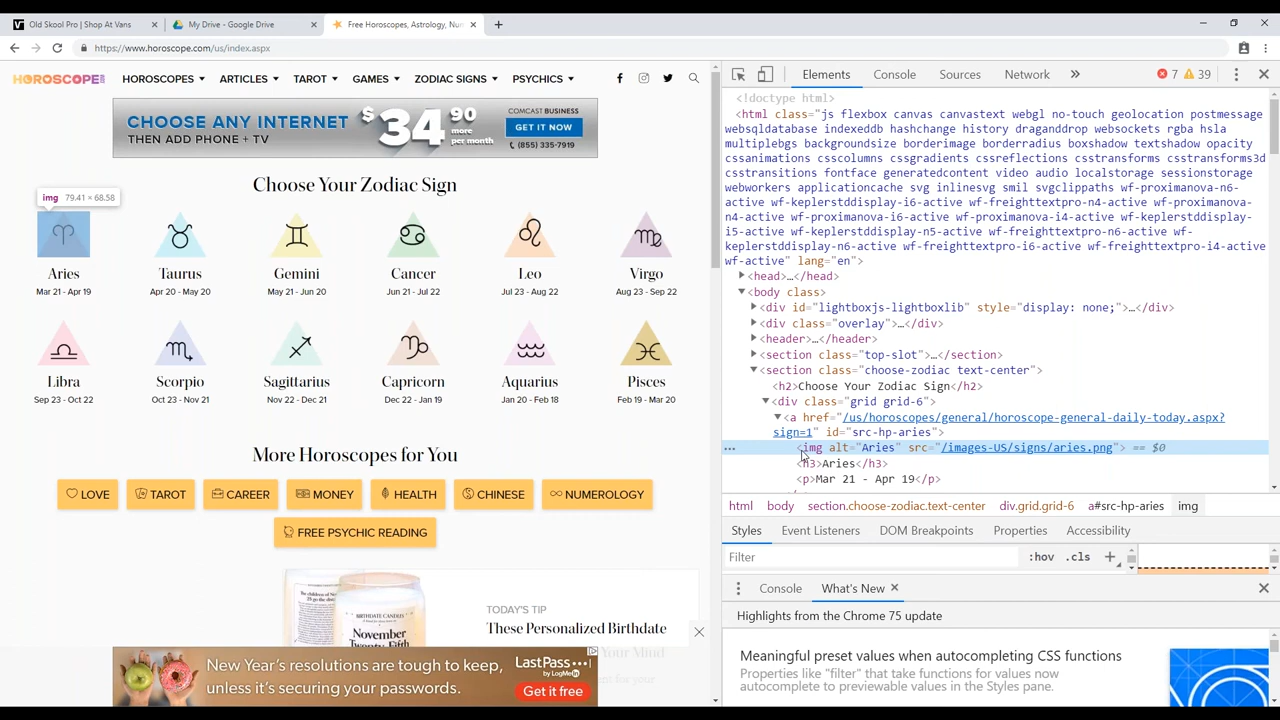 Old Skool Pro | Shop At Vans
My Drive - Google Drive
Free Horoscopes, Astrology, Num
https://www.horoscope.com/us/index.aspx
HOROSCOPE
HOROSCOPES ARTICLES TAROT GAMES ZODIAC SIGNS PSYCHICS
CHOOSE ANY INTERNET
THEN ADD PHONE + TV
$34.90
more
per month
COMCAST BUSINESS
GET IT NOW
(855) 335-7919
Choose Your Zodiac Sign
img 79.41 × 68.58
Aries Taurus Gemini Cancer Leo Virgo
Mar 21 - Apr 19 Apr 20 - May 20 May 21 - Jun 20 Jun 21 - Jul 22 Jul 23 - Aug 22 Aug 23 - Sep 22
Libra Scorpio Sagittarius Capricorn Aquarius Pisces
Sep 23 - Oct 22 Oct 23 - Nov 21 Nov 22 - Dec 21 Dec 22 - Jan 19 Jan 20 - Feb 18 Feb 19 - Mar 20
More Horoscopes for You
LOVE TAROT CAREER MONEY HEALTH CHINESE NUMEROLOGY
FREE PSYCHIC READING
BIRTHDATE CANDLES
November
Twenty-Fifth
TODAY'S TIP
These Personalized Birthdate
Your Mind
New Year's resolutions are tough to keep,
unless it's securing your passwords.
LastPass
by LogMeIn
Get it free
Elements Console Sources Network » 7 39
<!doctype html>
<html class="js flexbox canvas canvastext webgl no-touch geolocation postmessage
websqldatabase indexeddb hashchange history draganddrop websockets rgba hsla
multiplebgs backgroundsize borderimage borderradius boxshadow textshadow opacity
cssanimations csscolumns cssgradients cssreflections csstransforms csstransforms3d
csstransitions fontface generatedcontent video audio localstorage sessionstorage
webworkers applicationcache svg inlinesvg smil svgclippaths wf-proximanova-n6-
active wf-keplerstddisplay-i6-active wf-freighttextpro-n4-active wf-proximanova-
n4-active wf-proximanova-i6-active wf-proximanova-i4-active wf-keplerstddisplay-
i5-active wf-keplerstddisplay-n5-active wf-freighttextpro-n6-active
wf-keplerstddisplay-n6-active wf-freighttextpro-i6-active wf-freighttextpro-i4-active
wf-active" lang="en">
<head>…</head>
<body class>
<div id="lightboxjs-lightboxlib" style="display: none;">…</div>
<div class="overlay">…</div>
<header>…</header>
<section class="top-slot">…</section>
<section class="choose-zodiac text-center">
<h2>Choose Your Zodiac Sign</h2>
<div class="grid grid-6">
<a href="/us/horoscopes/general/horoscope-general-daily-today.aspx?
sign=1" id="src-hp-aries">
<img alt="Aries" src="/images-US/signs/aries.png"> == $0
<h3>Aries</h3>
<p>Mar 21 - Apr 19</p>
html body section.choose-zodiac.text-center div.grid.grid-6 a#src-hp-aries img
Styles Event Listeners DOM Breakpoints Properties Accessibility
Filter :hov .cls +
Console What's New
Highlights from the Chrome 75 update
Meaningful preset values when autocompleting CSS functions
Properties like "filter" that take functions for values now
autocomplete to previewable values in the Styles pane.